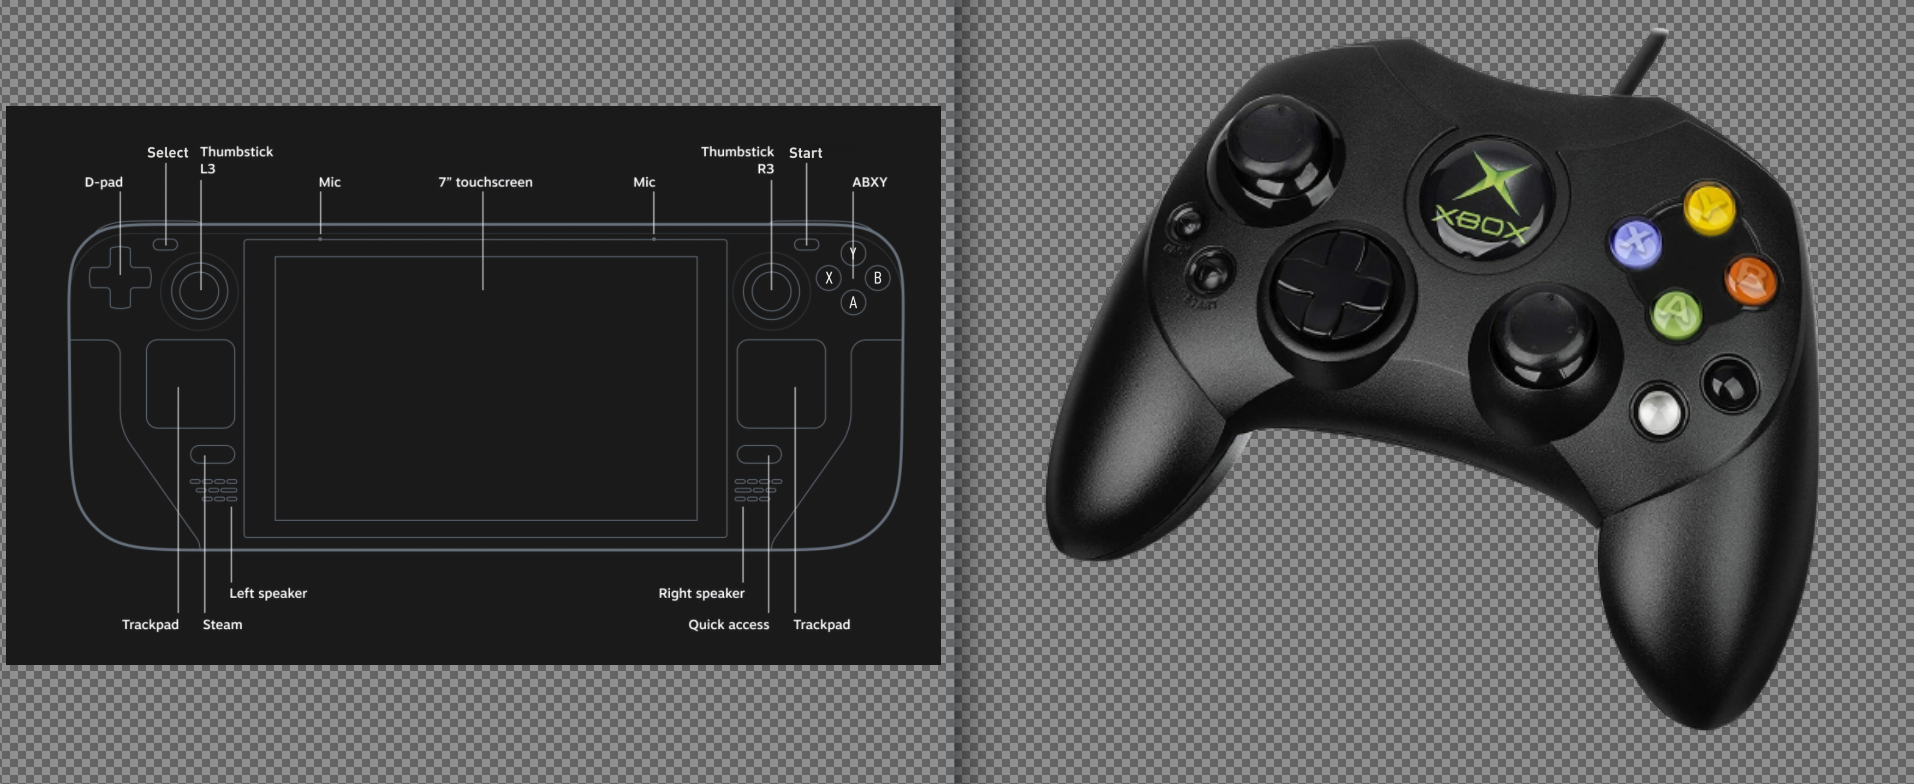 Select
Thumbstick
L3
Thumbstick
R3
Start
D-pad
Mic
7" touchscreen
Mic
ABXY
Y
X
B
A
Left speaker
Right speaker
Trackpad
Steam
Quick access
Trackpad
XBOX
Y
X
B
A